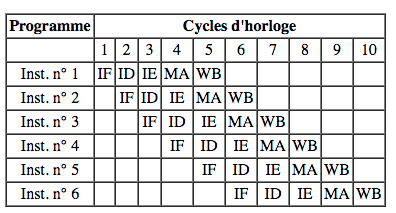 Programme Cycles d'horloge
1 2 3 4 5 6 7 8 9 10
Inst. n° 1 IF ID IE MA WB
Inst. n° 2 IF ID IE MA WB
Inst. n° 3 IF ID IE MA WB
Inst. n° 4 IF ID IE MA WB
Inst. n° 5 IF ID IE MA WB
Inst. n° 6 IF ID IE MA WB